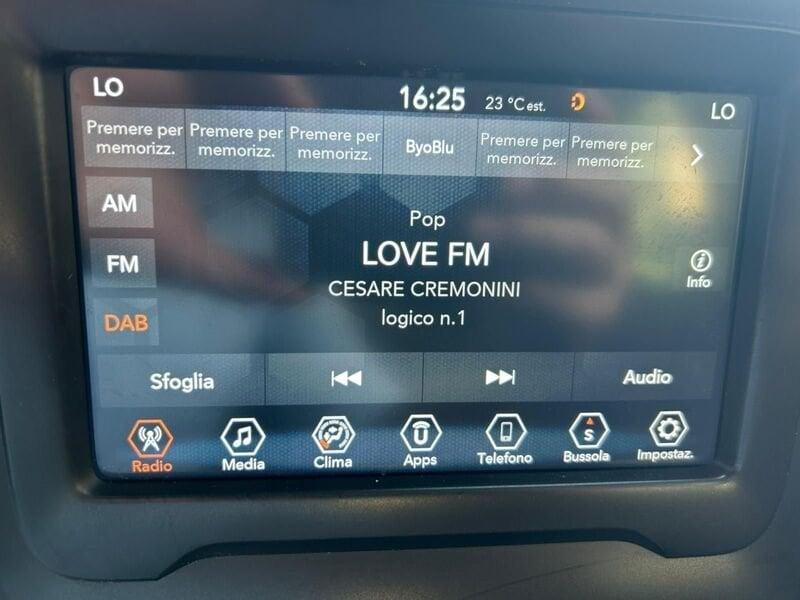 LO 16:25 23 °C est. LO
Premere per memorizz. Premere per memorizz. Premere per memorizz. ByoBlu Premere per memorizz. Premere per memorizz.
AM
Pop
FM
LOVE FM
CESARE CREMONINI
Info
DAB
logico n.1
Sfoglia Audio
Radio Media Clima U Apps Telefono S Bussola Impostaz.